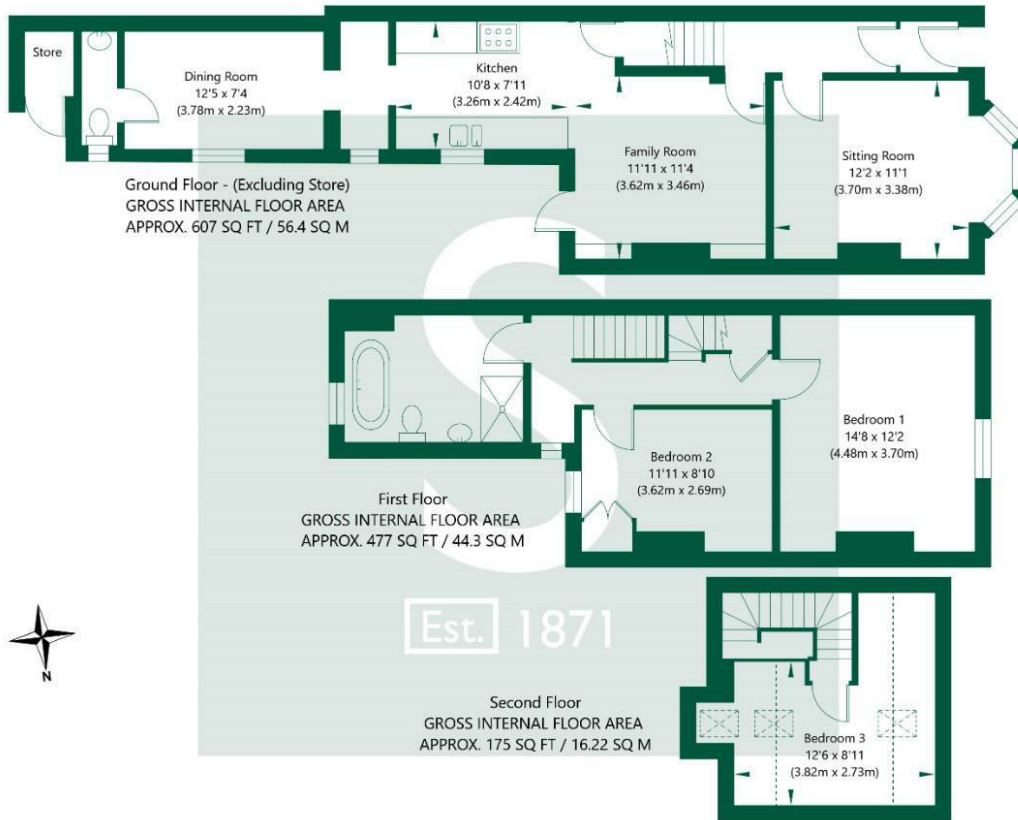 Store
Dining Room
12'5 x 7'4
(3.78m x 2.23m)
Kitchen
10'8 x 7'11
(3.26m x 2.42m)
Family Room
11'11 x 11'4
(3.62m x 3.46m)
Sitting Room
12'2 x 11'1
(3.70m x 3.38m)
Ground Floor - (Excluding Store)
GROSS INTERNAL FLOOR AREA
APPROX. 607 SQ FT / 56.4 SQ M
S
Bedroom 1
14'8 x 12'2
(4.48m x 3.70m)
Bedroom 2
11'11 x 8'10
(3.62m x 2.69m)
First Floor
GROSS INTERNAL FLOOR AREA
APPROX. 477 SQ FT / 44.3 SQ M
Est. 1871
N
Second Floor
GROSS INTERNAL FLOOR AREA
APPROX. 175 SQ FT / 16.22 SQ M
Bedroom 3
12'6 x 8'11
(3.82m x 2.73m)